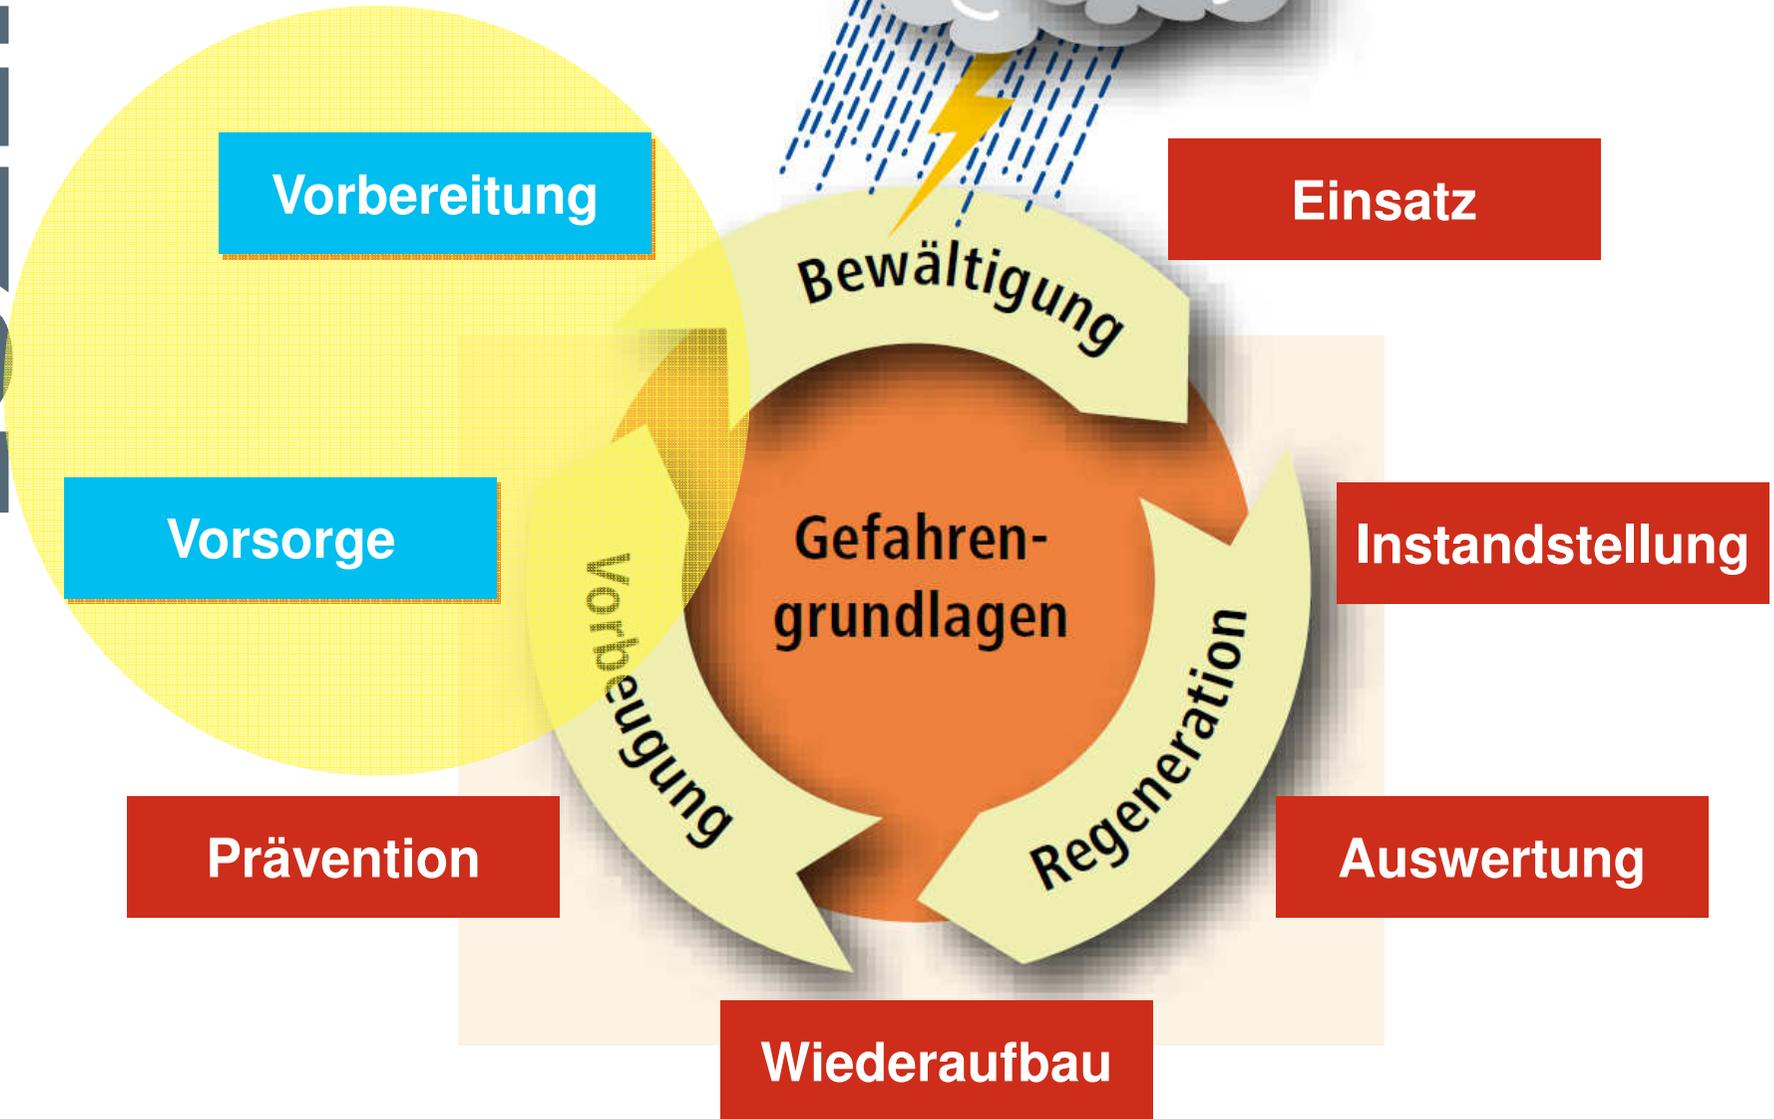 Vorbereitung
Einsatz
Bewältigung
Vorsorge
Gefahren-
grundlagen
Instandstellung
Vorbeugung
Regeneration
Prävention
Auswertung
Wiederaufbau